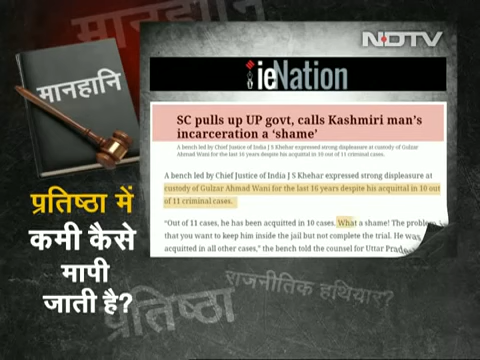 मानहानि
NDTV
मानहानि
ieNation
SC pulls up UP govt, calls Kashmiri man's
incarceration a 'shame'
A bench led by Chief Justice of India J S Khehar expressed strong displeasure at custody of Gulzar
Ahmad Wani for the last 16 years despite his acquittal in 10 out of 11 criminal cases.
A bench led by Chief Justice of India J S Khehar expressed strong displeasure at
custody of Gulzar Ahmad Wani for the last 16 years despite his acquittal in 10 out
of 11 criminal cases.
"Out of 11 cases, he has been acquitted in 10 cases. What a shame! The problem is
that you want to keep him inside the jail but not complete the trial. He was
acquitted in all other cases," the bench told the counsel for Uttar
प्रतिष्ठा में
कमी कैसे
मापी
जाती है?
राजनीतिक हथियार?
प्रतिष्ठा